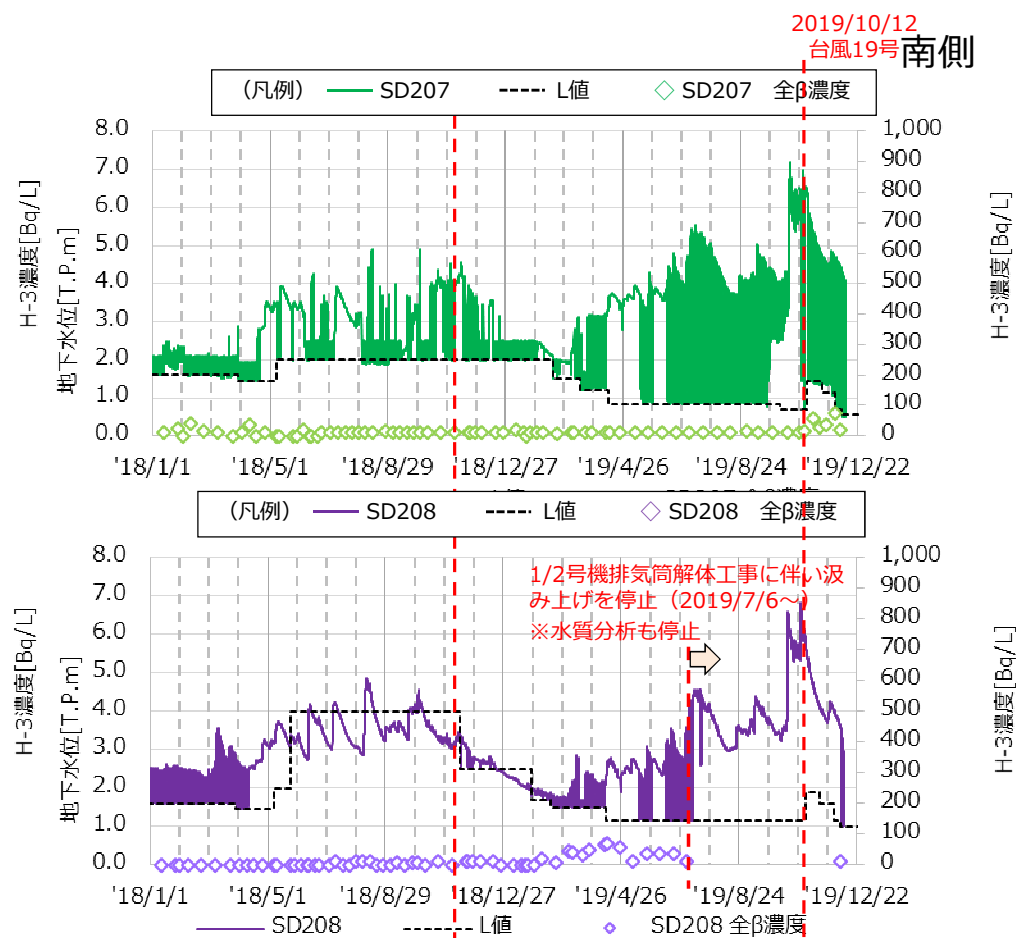 2019/10/12
台風19号
南側
（凡例） SD207 L値 SD207 全β濃度
8.0
7.0
6.0
5.0
4.0
3.0
2.0
1.0
0.0
1,000
900
800
700
600
500
400
300
200
100
0
H-3濃度[Bq/L]
地下水位[T.P.m]
H-3濃度[Bq/L]
'18/1/1 '18/5/1 '18/8/29 '18/12/27 '19/4/26 '19/8/24 '19/12/22
（凡例） SD208 L値 SD208 全β濃度
8.0
7.0
6.0
5.0
4.0
3.0
2.0
1.0
0.0
1,000
900
800
700
600
500
400
300
200
100
0
H-3濃度[Bq/L]
地下水位[T.P.m]
H-3濃度[Bq/L]
1/2号機排気筒解体工事に伴い汲
み上げを停止（2019/7/6～）
※水質分析も停止
'18/1/1 '18/5/1 '18/8/29 '18/12/27 '19/4/26 '19/8/24 '19/12/22
SD208 L値 SD208 全β濃度